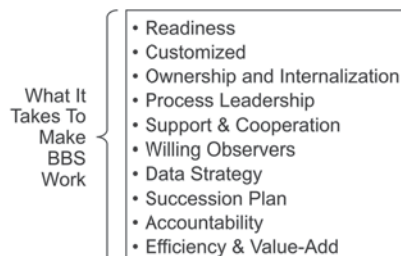 What It
Takes To
Make
BBS
Work
• Readiness
• Customized
• Ownership and Internalization
• Process Leadership
• Support & Cooperation
• Willing Observers
• Data Strategy
• Succession Plan
• Accountability
• Efficiency & Value-Add